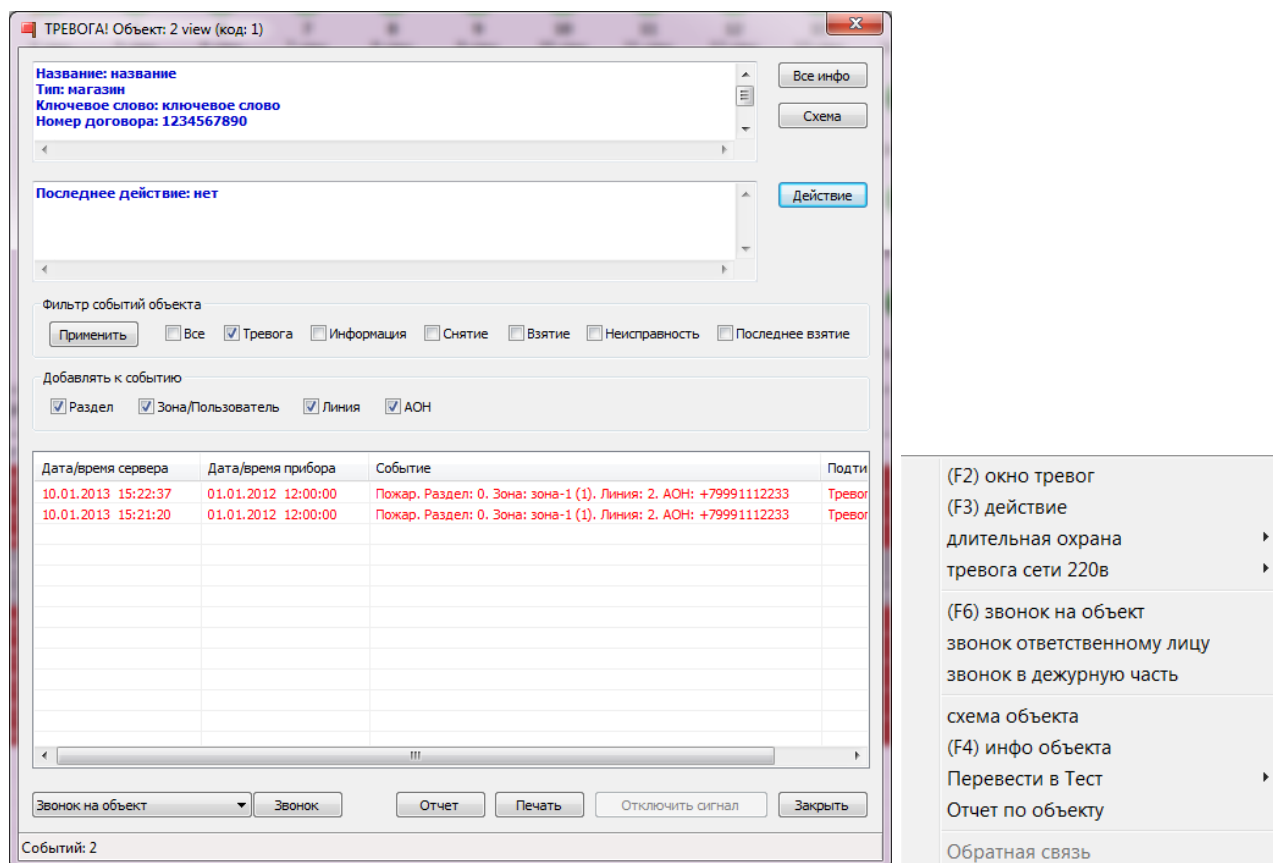 ТРЕВОГА! Объект: 2 view (код: 1)
Название: название
Тип: магазин
Ключевое слово: ключевое слово
Номер договора: 1234567890
Все инфо
Схема
Последнее действие: нет
Действие
Фильтр событий объекта
Применить Все Тревога Информация Снятие Взятие Неисправность Последнее взятие
Добавлять к событию
Раздел Зона/Пользователь Линия АОН
Дата/время сервера Дата/время прибора Событие Подти
10.01.2013 15:22:37 01.01.2012 12:00:00 Пожар. Раздел: 0. Зона: зона-1 (1). Линия: 2. АОН: +79991112233 Тревог
10.01.2013 15:21:20 01.01.2012 12:00:00 Пожар. Раздел: 0. Зона: зона-1 (1). Линия: 2. АОН: +79991112233 Тревог
Звонок на объект Звонок Отчет Печать Отключить сигнал Закрыть
Событий: 2
(F2) окно тревог
(F3) действие
длительная охрана
тревога сети 220в
(F6) звонок на объект
звонок ответственному лицу
звонок в дежурную часть
схема объекта
(F4) инфо объекта
Перевести в Тест
Отчет по объекту
Обратная связь